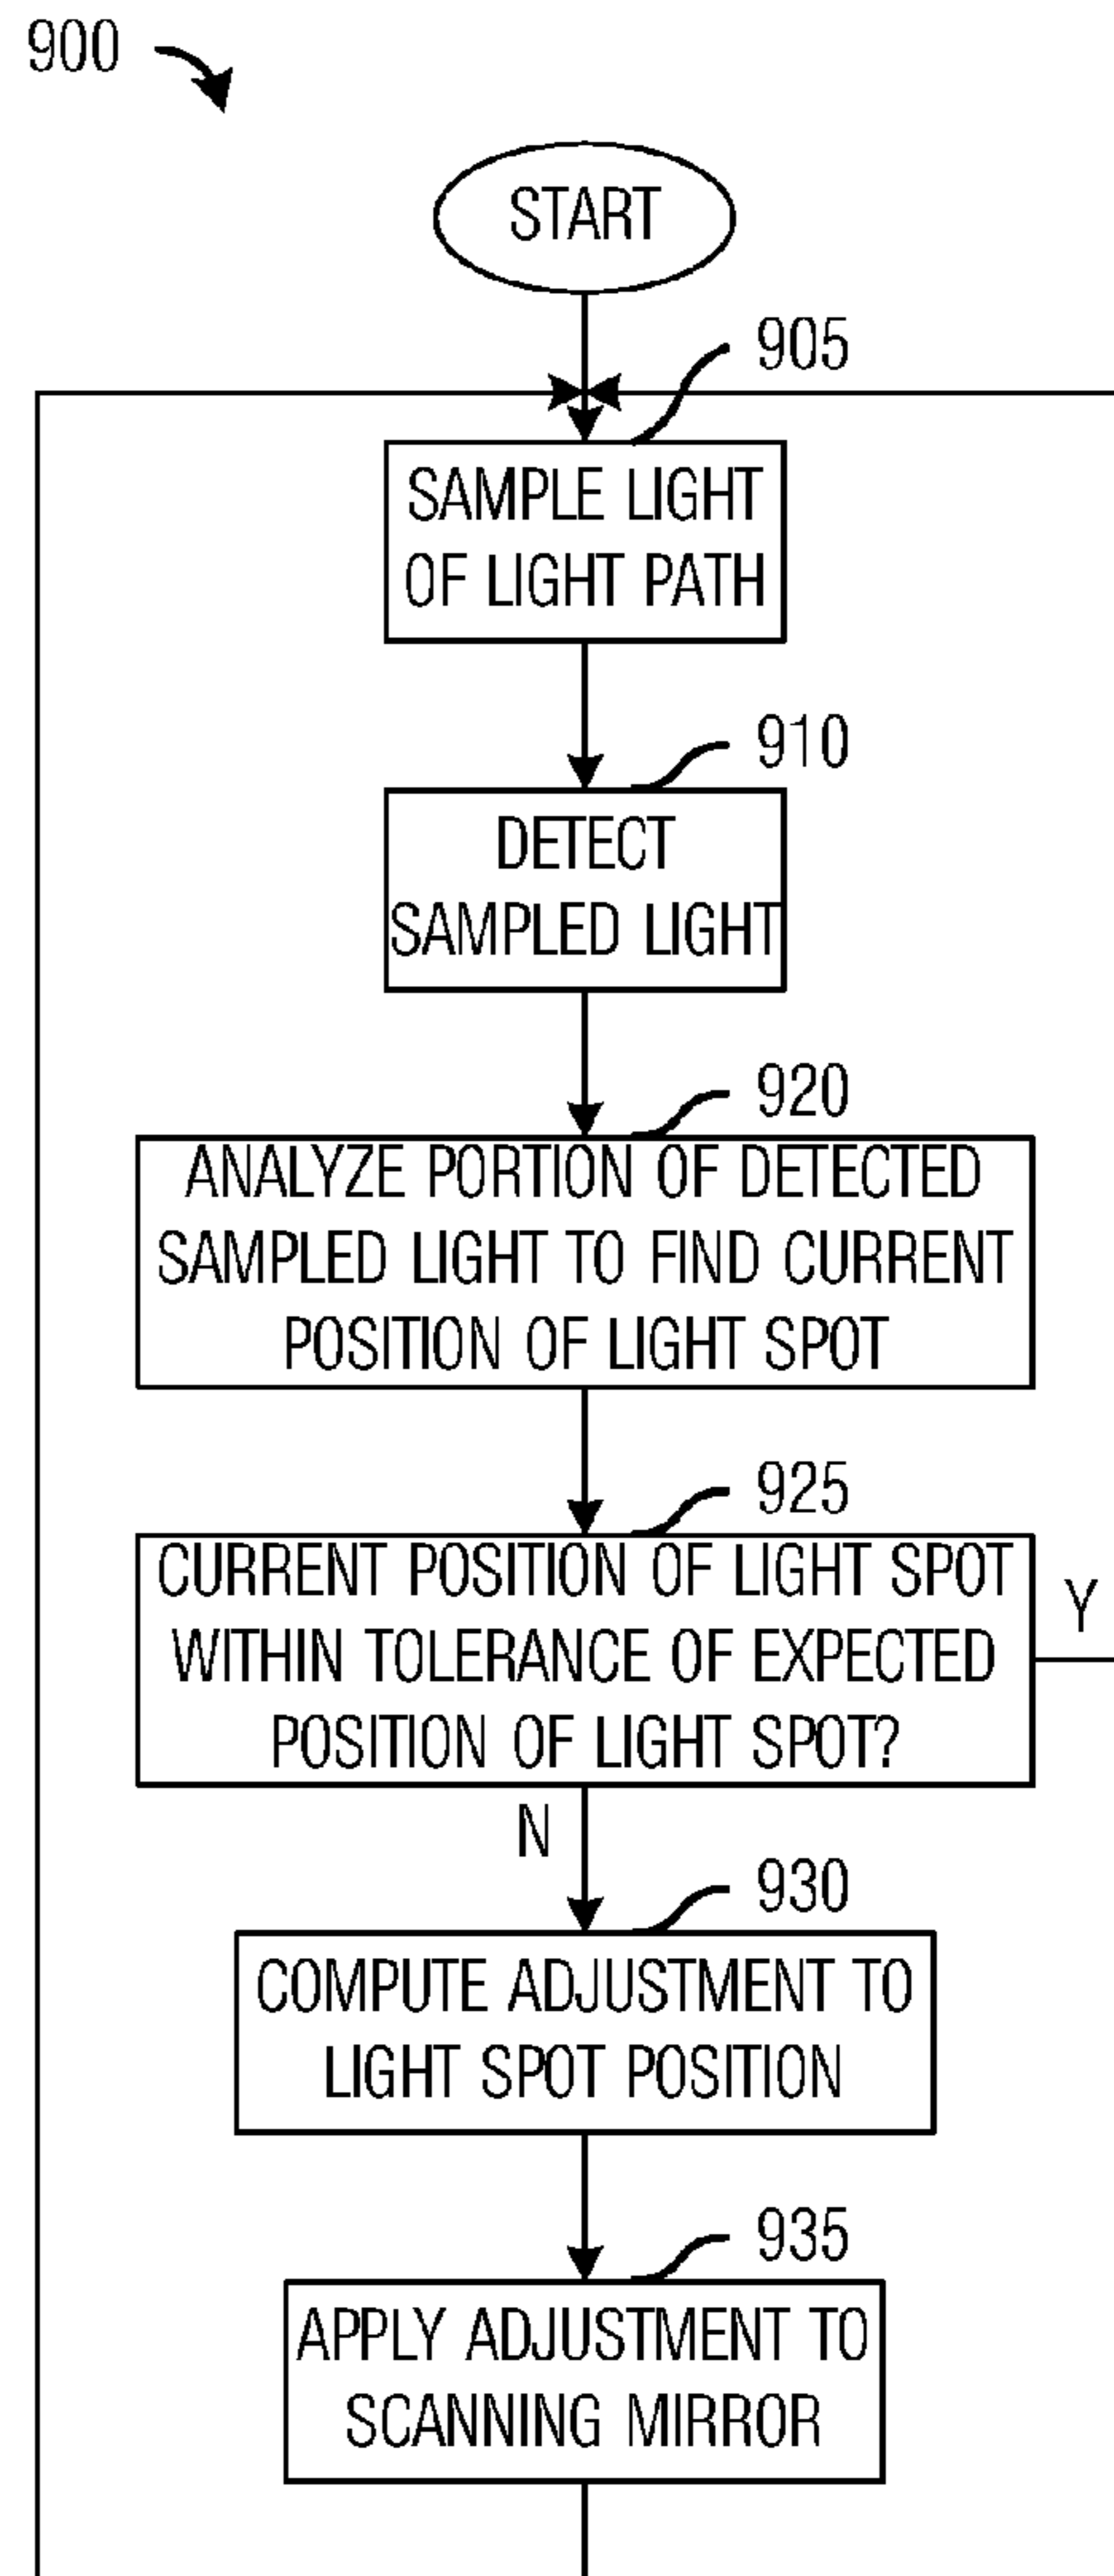 900
START
905
SAMPLE LIGHT
OF LIGHT PATH
910
DETECT
SAMPLED LIGHT
920
ANALYZE PORTION OF DETECTED
SAMPLED LIGHT TO FIND CURRENT
POSITION OF LIGHT SPOT
925
CURRENT POSITION OF LIGHT SPOT
WITHIN TOLERANCE OF EXPECTED
POSITION OF LIGHT SPOT?
Y
N
930
COMPUTE ADJUSTMENT TO
LIGHT SPOT POSITION
935
APPLY ADJUSTMENT TO
SCANNING MIRROR